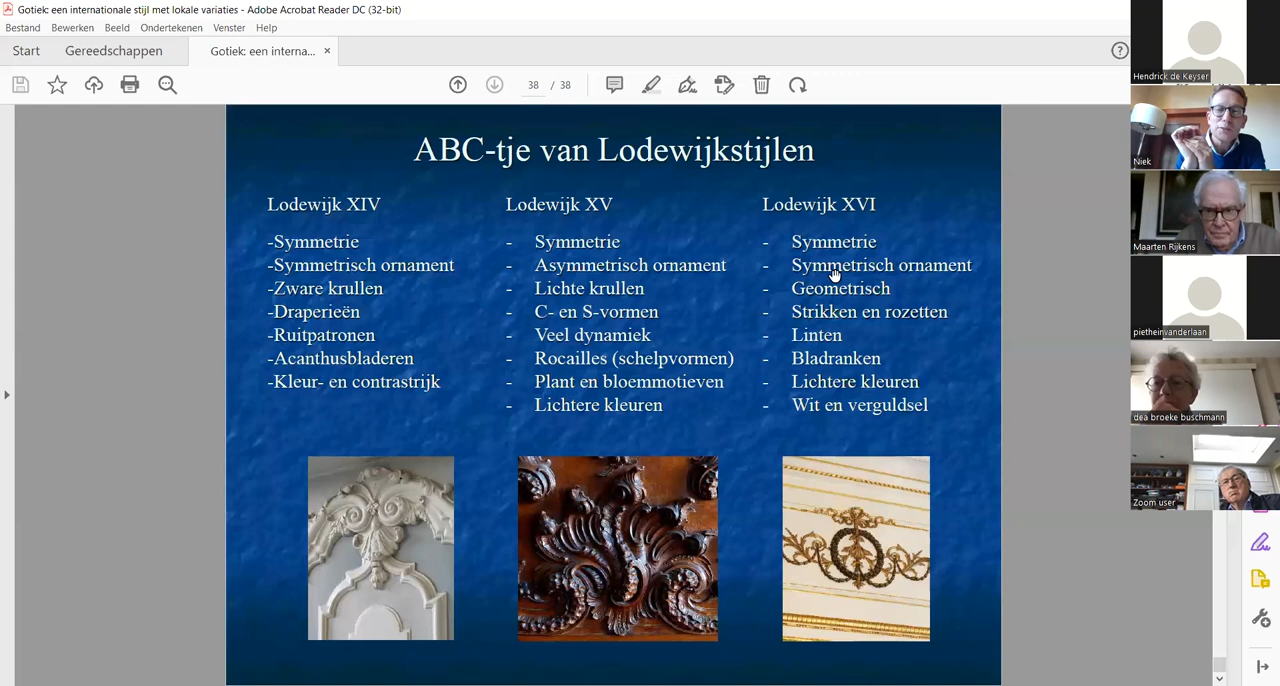 Gotiek: een internationale stijl met lokale variaties - Adobe Acrobat Reader DC (32-bit)
Bestand Bewerken Beeld Ondertekenen Venster Help
Start Gereedschappen Gotiek: een interna... ×
38 / 38
ABC-tje van Lodewijkstijlen
Lodewijk XIV
-Symmetrie
-Symmetrisch ornament
-Zware krullen
-Draperieën
-Ruitpatronen
-Acanthusbladeren
-Kleur- en contrastrijk
Lodewijk XV
- Symmetrie
- Asymmetrisch ornament
- Lichte krullen
- C- en S-vormen
- Veel dynamiek
- Rocailles (schelpvormen)
- Plant en bloemmotieven
- Lichtere kleuren
Lodewijk XVI
- Symmetrie
- Symmetrisch ornament
- Geometrisch
- Strikken en rozetten
- Linten
- Bladranken
- Lichtere kleuren
- Wit en verguldsel
Hendrick de Keyser
Niek
Maarten Rijkens
pietheinvanderlaan
dea broeke buschmann
Zoom user